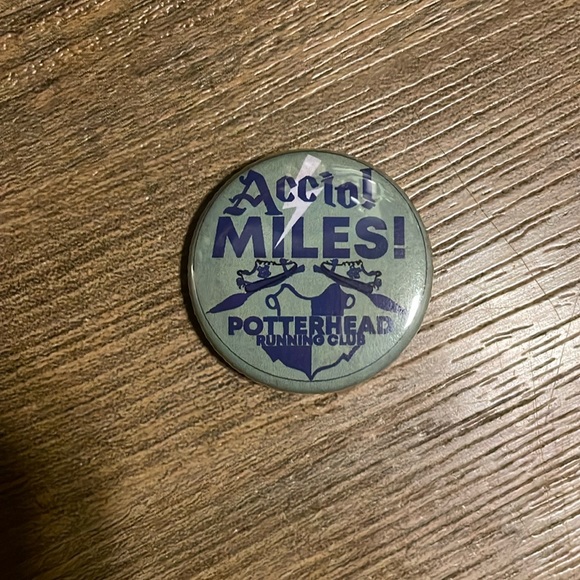 Accio!
MILES!
POTTERHEAD
RUNNING CLUB